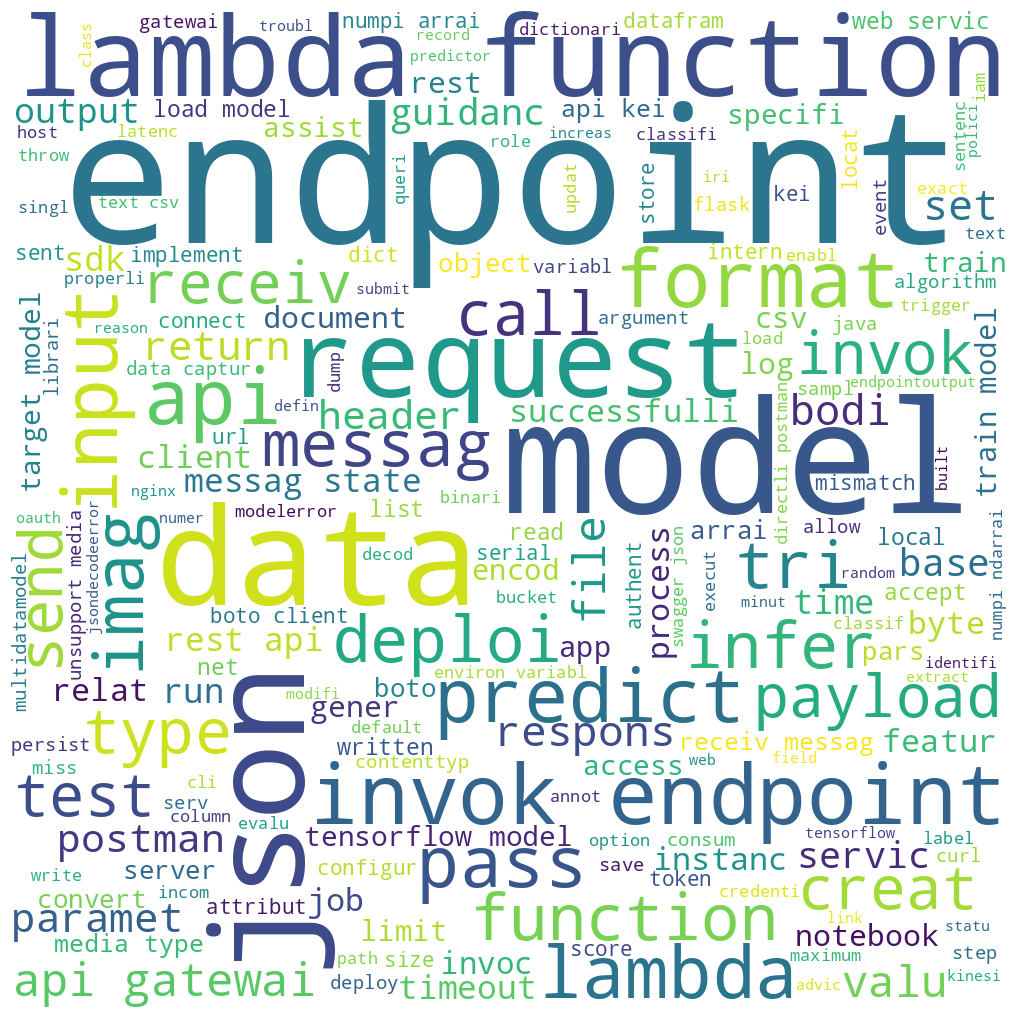 lambda function
endpoint
model
request
data
json
input
format
api
call
receiv
messag
invok
predict
deploi
infer
payload
invok endpoint
lambda
function
pass
creat
test
type
imag
send
tri
file
gatewai
troubl
class
numpi arrai
record
predictor
dictionari
datafram
web servic
rest
output
load model
guidanc
api kei
specifi
iam
host
latenc
assist
role
increas
classifi
sentenc
polici
throw
queri
locat
singl
text csv
updat
store
iri
flask
kei
event
exact
set
text
sent
sdk
implement
dict
object
variabl
intern
enabl
train
properli
submit
algorithm
target model
librari
reason
connect
document
argument
csv
java
trigger
return
load
log
train model
data captur
dump
sampl
endpointoutput
defin
header
successfulli
bodi
url
client
directli postman
built
nginx
messag state
binari
mismatch
oauth
numer
modelerror
list
read
arrai
allow
local
unsupport media
jsondecodeerror
decod
serial
encod
authent
process
swagger json
execut
random
base
numpi ndarrai
multidatamodel
bucket
minut
time
accept
boto client
classif
byte
rest api
app
pars
net
environ variabl
identifi
relat
run
modifi
boto
extract
gener
default
respons
receiv messag
featur
persist
written
web
field
miss
contenttyp
access
cli
annot
serv
column
postman
evalu
tensorflow model
option
consum
tensorflow
label
server
configur
save
instanc
servic
curl
write
convert
incom
attribut
job
token
credenti
paramet
limit
score
notebook
link
statu
media type
path
size
invoc
maximum
step
api gatewai
deploy
timeout
advic
valu
kinesi